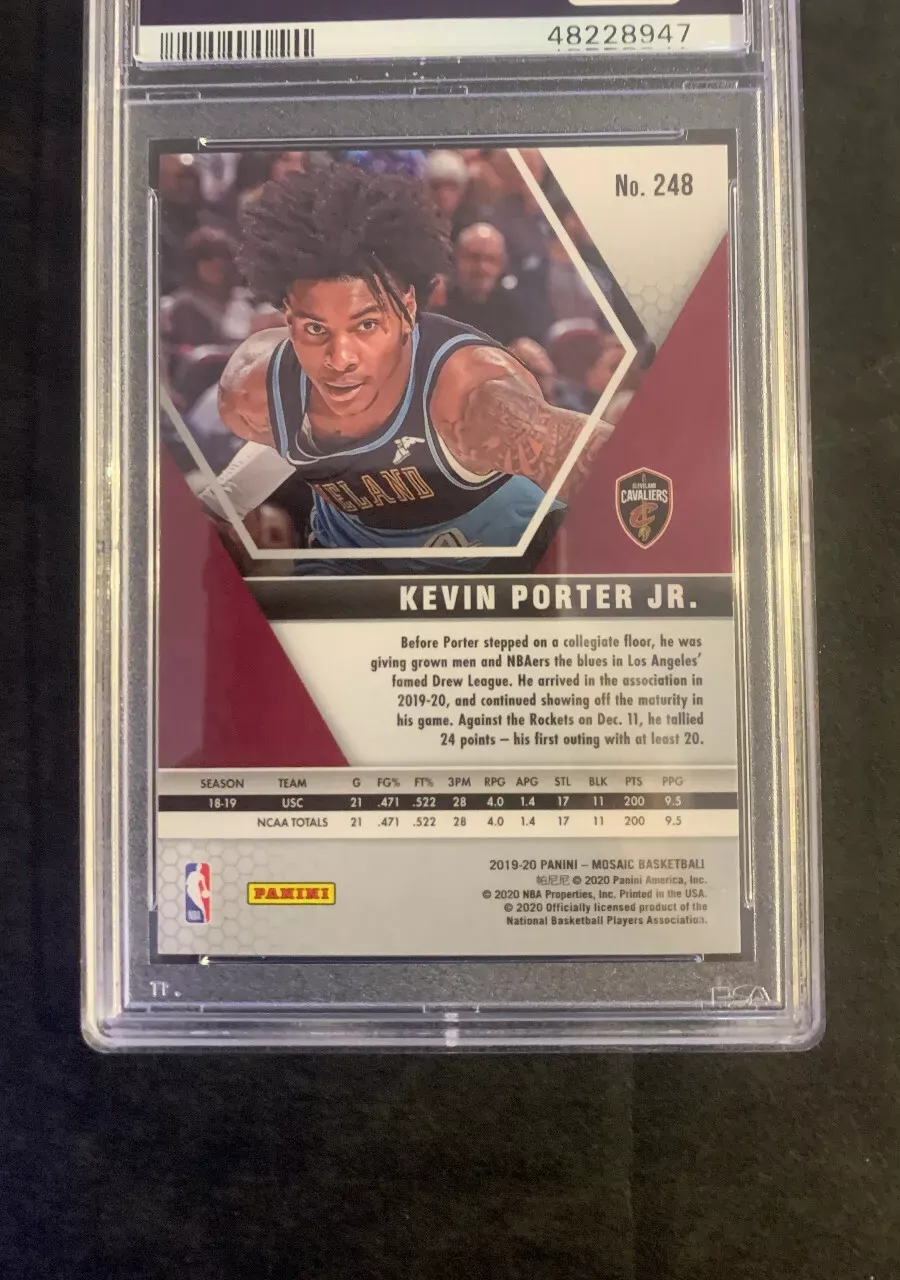 48228947
No. 248
ELAND
CLEVELAND
CAVALIERS
KEVIN PORTER JR.
Before Porter stepped on a collegiate floor, he was
giving grown men and NBAers the blues in Los Angeles'
famed Drew League. He arrived in the association in
2019-20, and continued showing off the maturity in
his game. Against the Rockets on Dec. 11, he tallied
24 points – his first outing with at least 20.
SEASON TEAM G FG% FT% 3PM RPG APG STL BLK PTS PPG
18-19 USC 21 .471 .522 28 4.0 1.4 17 11 200 9.5
NCAA TOTALS 21 .471 .522 28 4.0 1.4 17 11 200 9.5
2019-20 PANINI – MOSAIC BASKETBALL
帕尼尼 © 2020 Panini America, Inc.
© 2020 NBA Properties, Inc. Printed in the USA.
© 2020 Officially licensed product of the
National Basketball Players Association.
NBA
PANINI
PSA